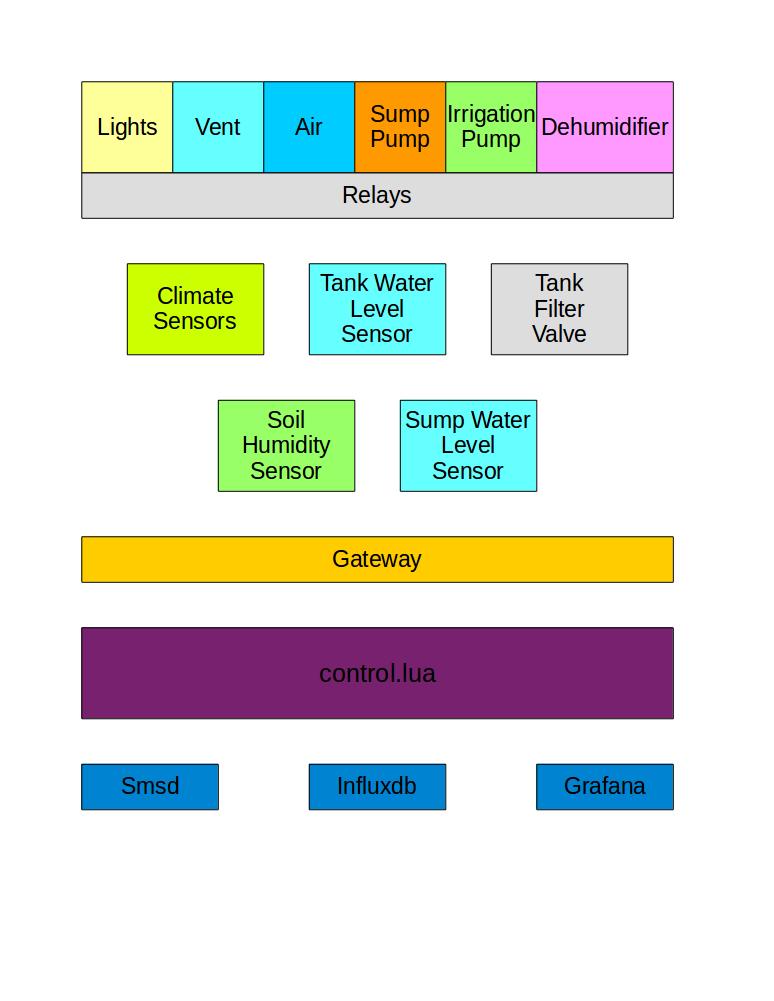 Lights
Vent
Air
Sump
Pump
Irrigation
Pump
Dehumidifier
Relays
Climate
Sensors
Tank Water
Level
Sensor
Tank
Filter
Valve
Soil
Humidity
Sensor
Sump Water
Level
Sensor
Gateway
control.lua
Smsd
Influxdb
Grafana